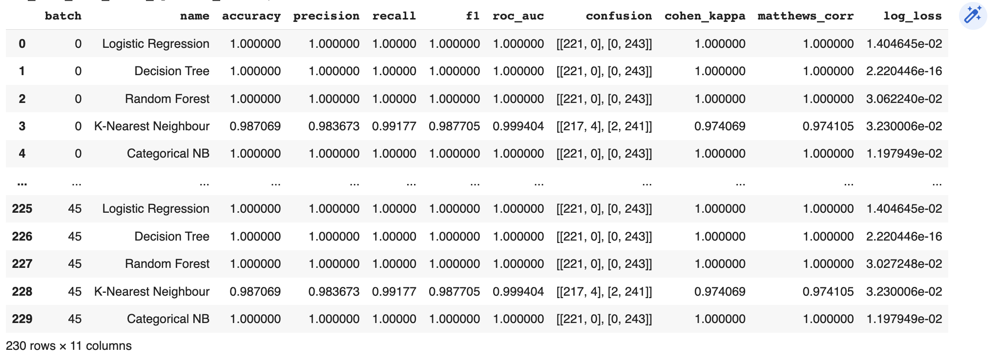 batch name accuracy precision recall f1 roc_auc confusion cohen_kappa matthews_corr log_loss
0 0 Logistic Regression 1.000000 1.000000 1.00000 1.000000 1.000000 [[221, 0], [0, 243]] 1.000000 1.000000 1.404645e-02
1 0 Decision Tree 1.000000 1.000000 1.00000 1.000000 1.000000 [[221, 0], [0, 243]] 1.000000 1.000000 2.220446e-16
2 0 Random Forest 1.000000 1.000000 1.00000 1.000000 1.000000 [[221, 0], [0, 243]] 1.000000 1.000000 3.062240e-02
3 0 K-Nearest Neighbour 0.987069 0.983673 0.99177 0.987705 0.999404 [[217, 4], [2, 241]] 0.974069 0.974105 3.230006e-02
4 0 Categorical NB 1.000000 1.000000 1.00000 1.000000 1.000000 [[221, 0], [0, 243]] 1.000000 1.000000 1.197949e-02
... ... ... ... ... ... ... ... ... ... ... ...
225 45 Logistic Regression 1.000000 1.000000 1.00000 1.000000 1.000000 [[221, 0], [0, 243]] 1.000000 1.000000 1.404645e-02
226 45 Decision Tree 1.000000 1.000000 1.00000 1.000000 1.000000 [[221, 0], [0, 243]] 1.000000 1.000000 2.220446e-16
227 45 Random Forest 1.000000 1.000000 1.00000 1.000000 1.000000 [[221, 0], [0, 243]] 1.000000 1.000000 3.027248e-02
228 45 K-Nearest Neighbour 0.987069 0.983673 0.99177 0.987705 0.999404 [[217, 4], [2, 241]] 0.974069 0.974105 3.230006e-02
229 45 Categorical NB 1.000000 1.000000 1.00000 1.000000 1.000000 [[221, 0], [0, 243]] 1.000000 1.000000 1.197949e-02
230 rows × 11 columns